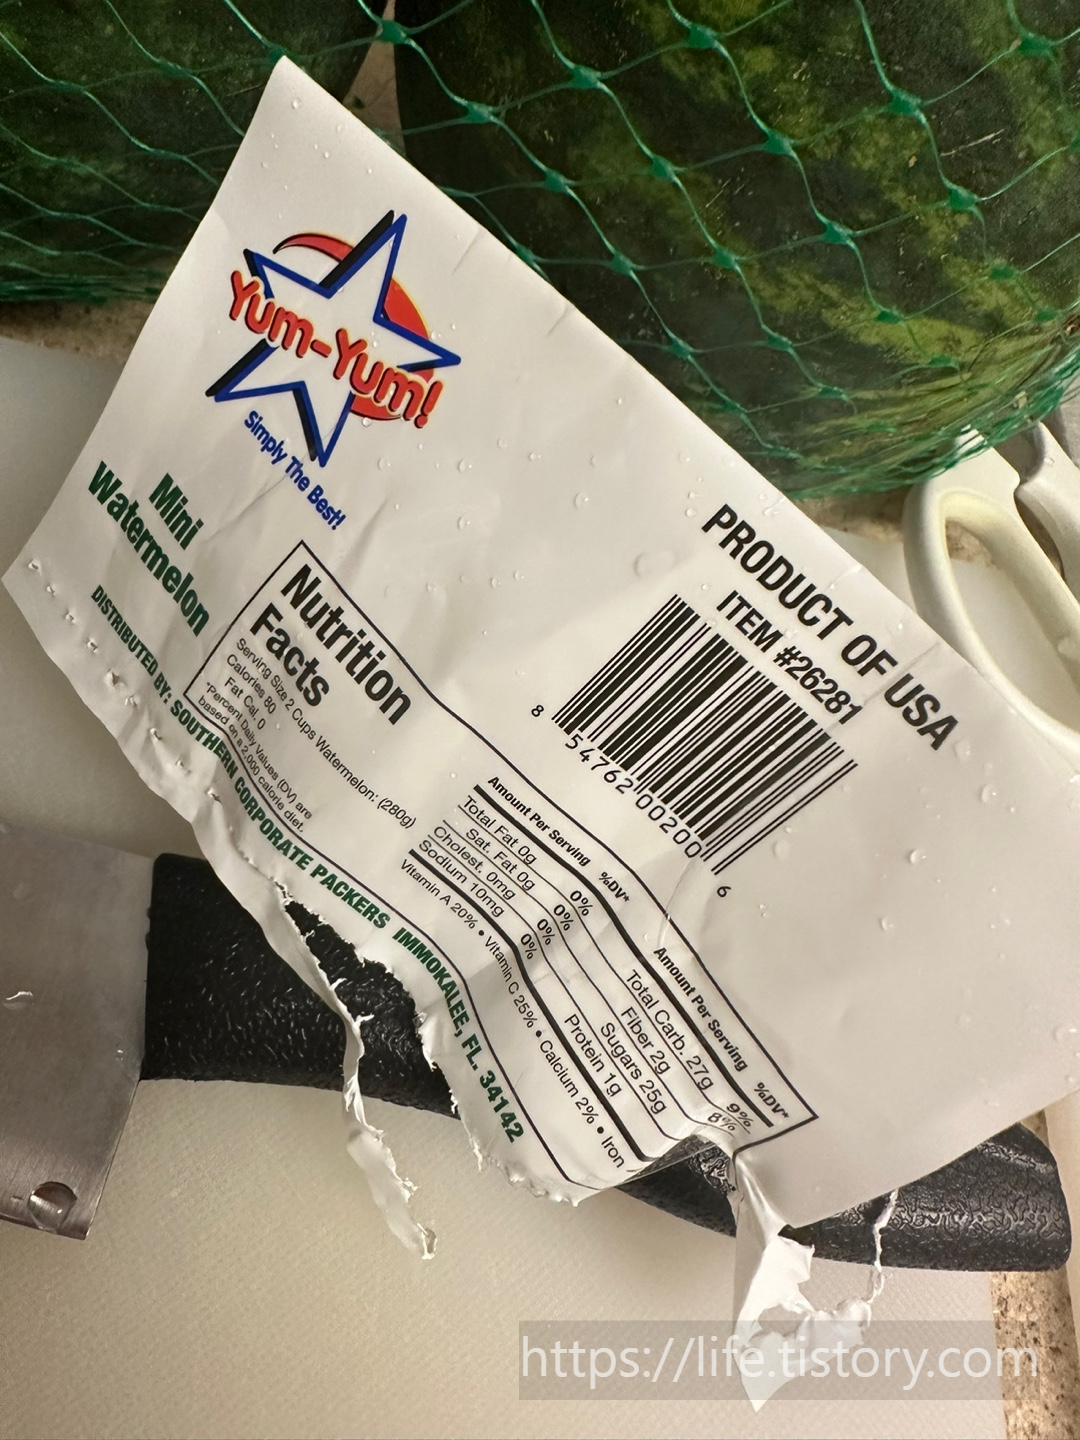 Yum-Yum!
Simply The Best!
Mini
Watermelon
DISTRIBUTED BY: SOUTHERN CORPORATE PACKERS IMMOKALEE, FL. 34142
PRODUCT OF USA
ITEM #26281
8 54762 00200 6
Nutrition
Facts
Serving Size 2 Cups Watermelon: (280g)
Calories 80
Fat Cal. 0
*Percent Daily Values (DV) are
based on a 2,000 calorie diet.
Amount Per Serving %DV*
Total Fat 0g 0%
Sat. Fat 0g 0%
Cholest. 0mg 0%
Sodium 10mg 0%
Amount Per Serving %DV*
Total Carb. 27g 9%
Fiber 2g 8%
Sugars 25g
Protein 1g
Vitamin A 20% • Vitamin C 25% • Calcium 2% • Iron
https://life.tistory.com